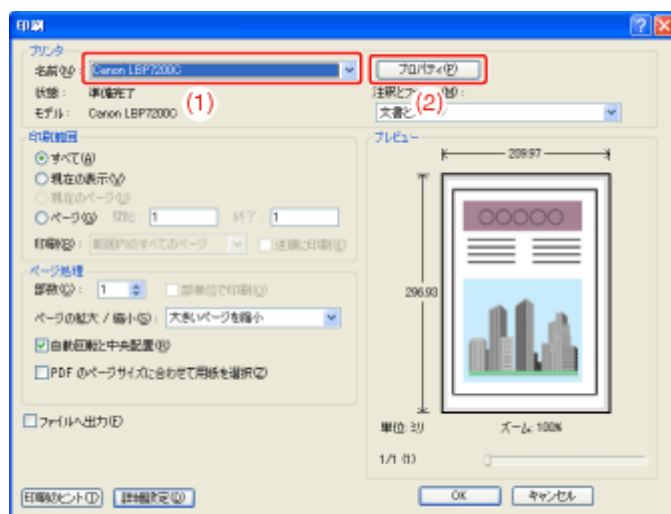 印刷
プリンタ
名前(N): Canon LBP7200C プロパティ(P)
(1) (2)
状態: 準備完了
モデル: Canon LBP7200C
印刷範囲
すべて(A)
現在の表示(V)
現在のページ(U)
ページ(G) 開始: 1 終了: 1
印刷(B): 範囲内のすべてのページ 逆順に印刷(E)
ページ処理
部数(C): 1 部単位で印刷(O)
ページの拡大 / 縮小(S): 大きいページを縮小
自動回転と中央配置(R)
PDF のページサイズに合わせて用紙を選択(Z)
ファイルへ出力(F)
プレビュー
209.97
296.93
○○○○○
単位: ミリ ズーム: 100%
1/1 (1)
印刷のヒント(T) 詳細設定(D) OK キャンセル